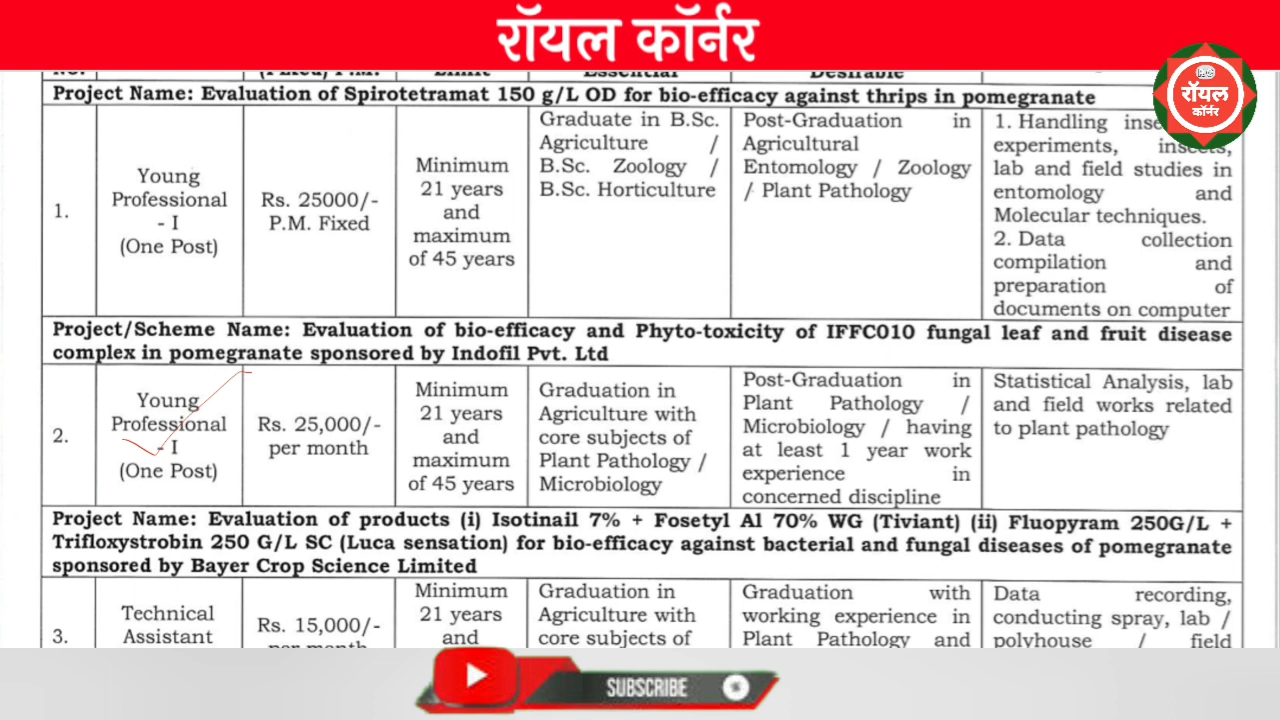 रॉयल कॉर्नर
रॉयल
कॉर्नर
NO.
(Fixed) P.M.
Limit
Essential
Desirable
Project Name: Evaluation of Spirotetramat 150 g/L OD for bio-efficacy against thrips in pomegranate
1.
Young
Professional
- I
(One Post)
Rs. 25000/-
P.M. Fixed
Minimum
21 years
and
maximum
of 45 years
Graduate in B.Sc.
Agriculture /
B.Sc. Zoology /
B.Sc. Horticulture
Post-Graduation in
Agricultural
Entomology / Zoology
/ Plant Pathology
1. Handling
experiments, insects,
lab and field studies in
entomology and
Molecular techniques.
2. Data collection
compilation and
preparation of
documents on computer
Project/Scheme Name: Evaluation of bio-efficacy and Phyto-toxicity of IFFC010 fungal leaf and fruit disease
complex in pomegranate sponsored by Indofil Pvt. Ltd
2.
Young
Professional
- I
(One Post)
Rs. 25,000/-
per month
Minimum
21 years
and
maximum
of 45 years
Graduation in
Agriculture with
core subjects of
Plant Pathology /
Microbiology
Post-Graduation in
Plant Pathology /
Microbiology / having
at least 1 year work
experience in
concerned discipline
Statistical Analysis, lab
and field works related
to plant pathology
Project Name: Evaluation of products (i) Isotinail 7% + Fosetyl Al 70% WG (Tiviant) (ii) Fluopyram 250G/L +
Trifloxystrobin 250 G/L SC (Luca sensation) for bio-efficacy against bacterial and fungal diseases of pomegranate
sponsored by Bayer Crop Science Limited
3.
Technical
Assistant
Rs. 15,000/-
per month
Minimum
21 years
and
Graduation in
Agriculture with
core subjects of
Graduation with
working experience in
Plant Pathology and
Data recording,
conducting spray, lab /
polyhouse / field
SUBSCRIBE